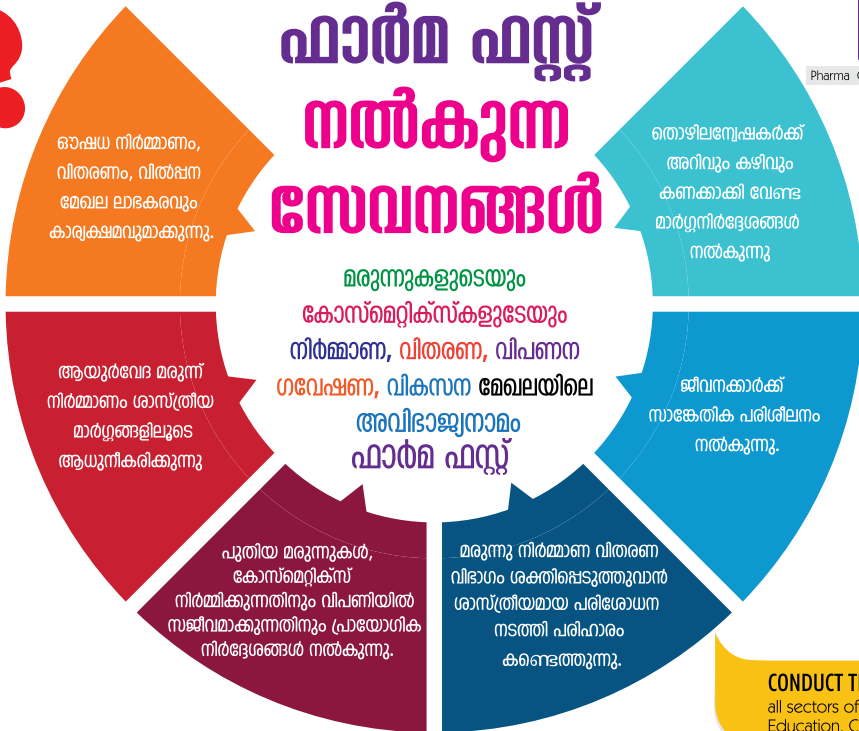 ഫാർമ ഫസ്റ്റ്
നൽകുന്ന
സേവനങ്ങൾ
മരുന്നുകളുടെയും
കോസ്മെറ്റിക്സ്കളുടേയും
നിർമ്മാണ, വിതരണ, വിപണന
ഗവേഷണ, വികസന മേഖലയിലെ
അവിഭാജ്യനാമം
ഫാർമ ഫസ്റ്റ്
ഔഷധ നിർമ്മാണം,
വിതരണം, വിൽപ്പന
മേഖല ലാഭകരവും
കാര്യക്ഷമവുമാക്കുന്നു.
ആയുർവേദ മരുന്ന്
നിർമ്മാണം ശാസ്ത്രീയ
മാർഗ്ഗങ്ങളിലൂടെ
ആധുനീകരിക്കുന്നു
പുതിയ മരുന്നുകൾ,
കോസ്മെറ്റിക്സ്
നിർമ്മിക്കുന്നതിനും വിപണിയിൽ
സജീവമാക്കുന്നതിനും പ്രായോഗിക
നിർദ്ദേശങ്ങൾ നൽകുന്നു.
മരുന്നു നിർമ്മാണ വിതരണ
വിഭാഗം ശക്തിപ്പെടുത്തുവാൻ
ശാസ്ത്രീയമായ പരിശോധന
നടത്തി പരിഹാരം
കണ്ടെത്തുന്നു.
ജീവനക്കാർക്ക്
സാങ്കേതിക പരിശീലനം
നൽകുന്നു.
തൊഴിലന്വേഷകർക്ക്
അറിവും കഴിവും
കണക്കാക്കി വേണ്ട
മാർഗ്ഗനിർദ്ദേശങ്ങൾ
നൽകുന്നു
Pharma
CONDUCT
all sectors of
Education,